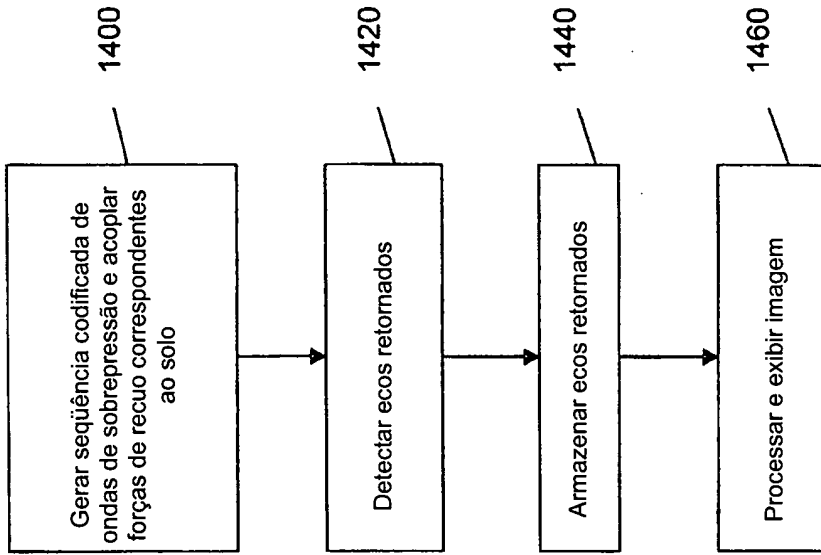 Gerar seqüência codificada de
ondas de sobrepressão e acoplar
forças de recuo correspondentes
ao solo
1400
Detectar ecos retornados
1420
Armazenar ecos retornados
1440
Processar e exibir imagem
1460